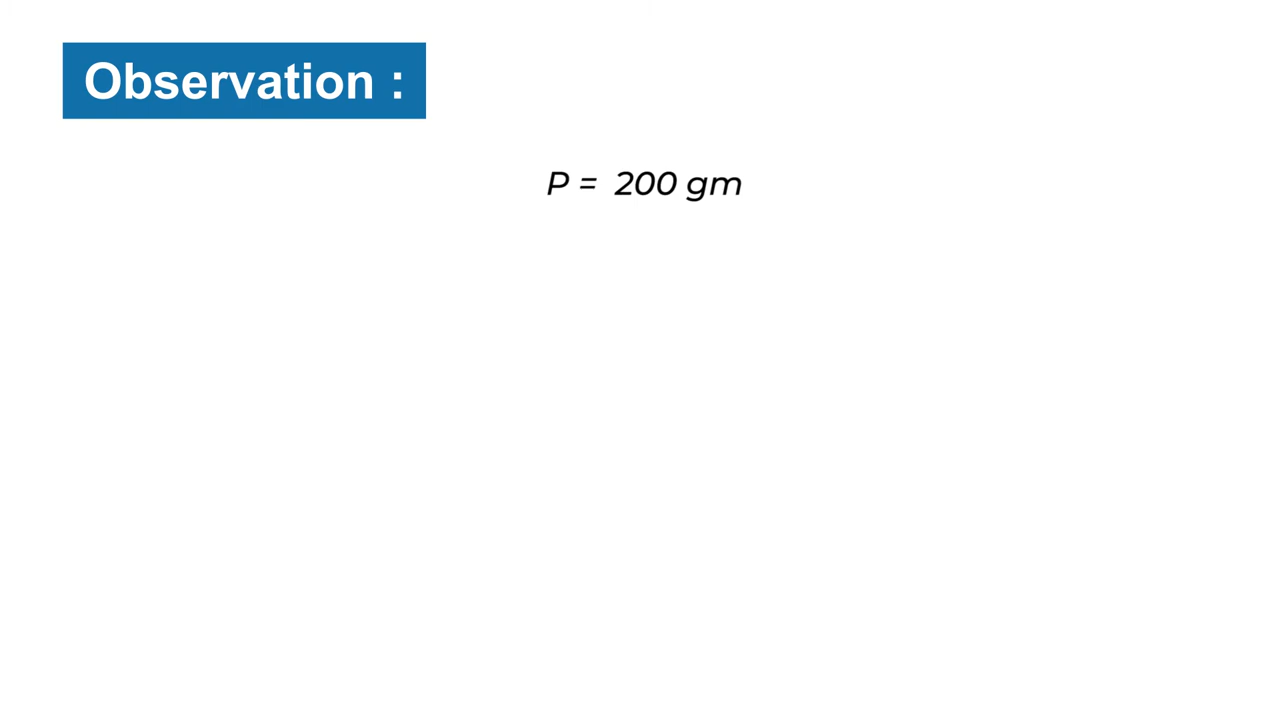 Observation :
P = 200 gm